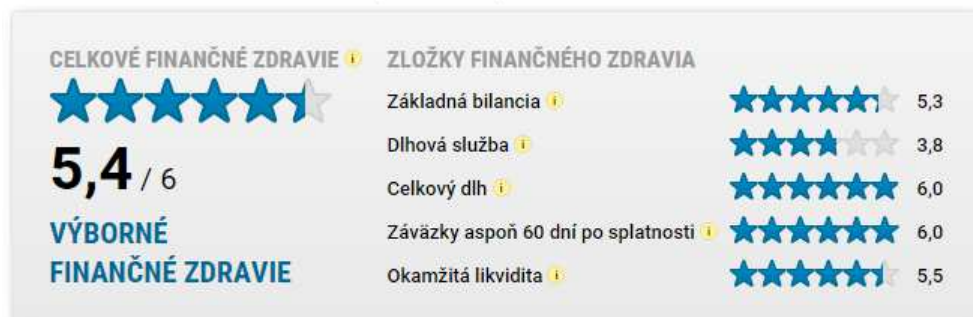 CELKOVÉ FINANČNÉ ZDRAVIE
5,4 / 6
VÝBORNÉ
FINANČNÉ ZDRAVIE
ZLOŽKY FINANČNÉHO ZDRAVIA
Základná bilancia 5,3
Dlhová služba 3,8
Celkový dlh 6,0
Záväzky aspoň 60 dní po splatnosti 6,0
Okamžitá likvidita 5,5